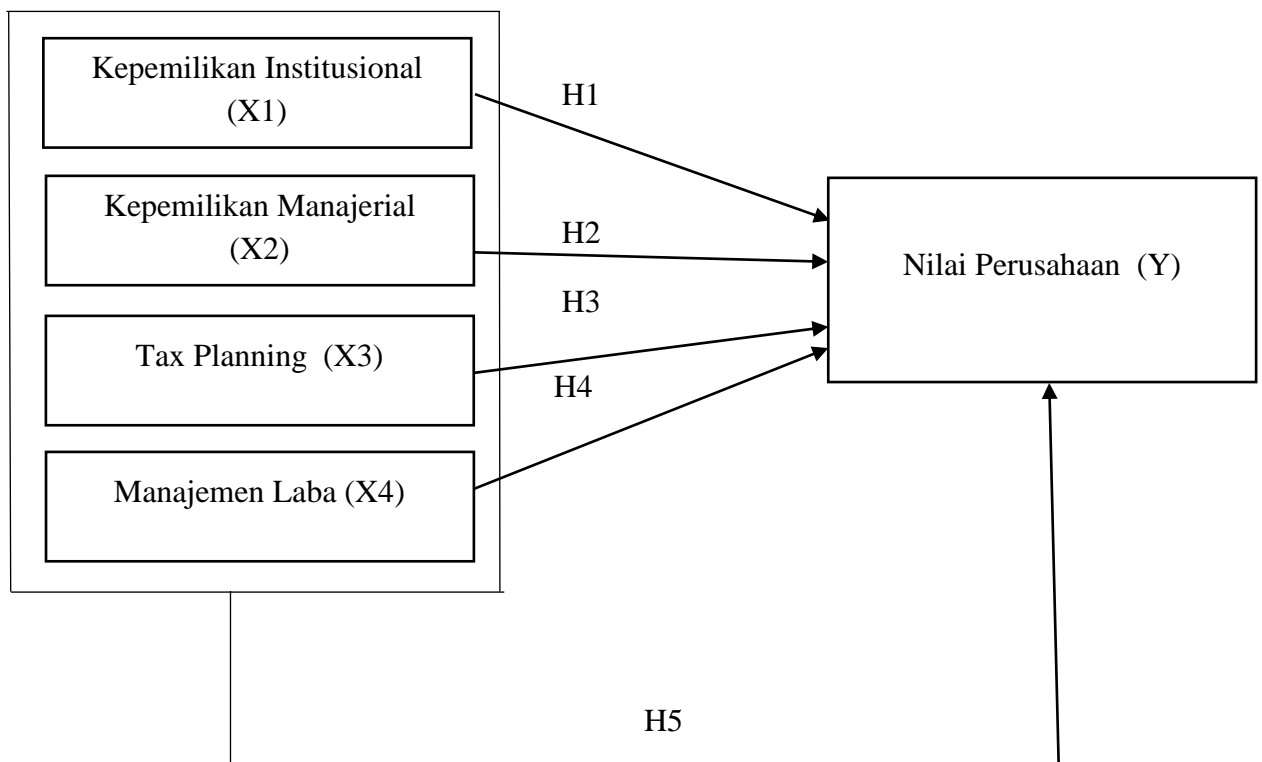 Kepemilikan Institusional
(X1)
H1
Kepemilikan Manajerial
(X2)
H2
Nilai Perusahaan (Y)
H3
Tax Planning (X3)
H4
Manajemen Laba (X4)
H5